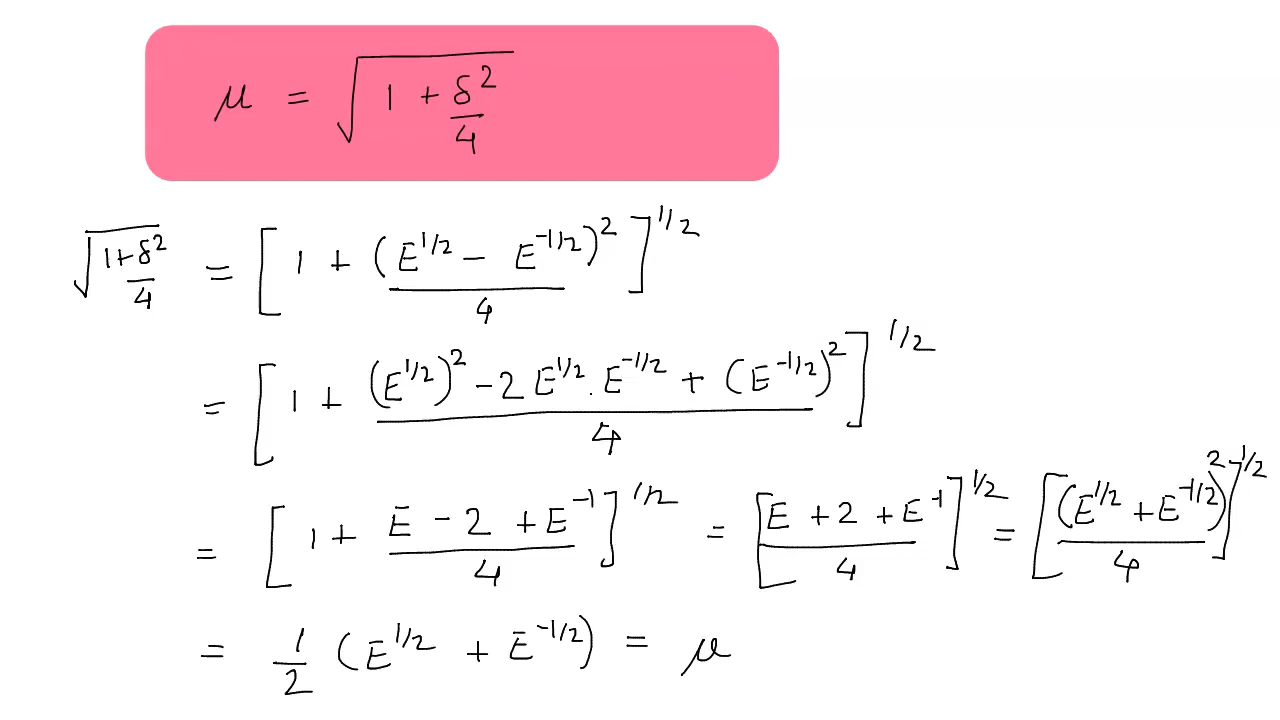 μ = √(1 + δ²/4)
√(1+δ²/4) = [1 + (E^{1/2} − E^{-1/2})²/4]^{1/2}
= [1 + ((E^{1/2})² − 2 E^{1/2} . E^{-1/2} + (E^{-1/2})²)/4]^{1/2}
= [1 + (E − 2 + E^{-1})/4]^{1/2} = [(E + 2 + E^{-1})/4]^{1/2} = [(E^{1/2} + E^{-1/2})²/4]^{1/2}
= 1/2 (E^{1/2} + E^{-1/2}) = μ